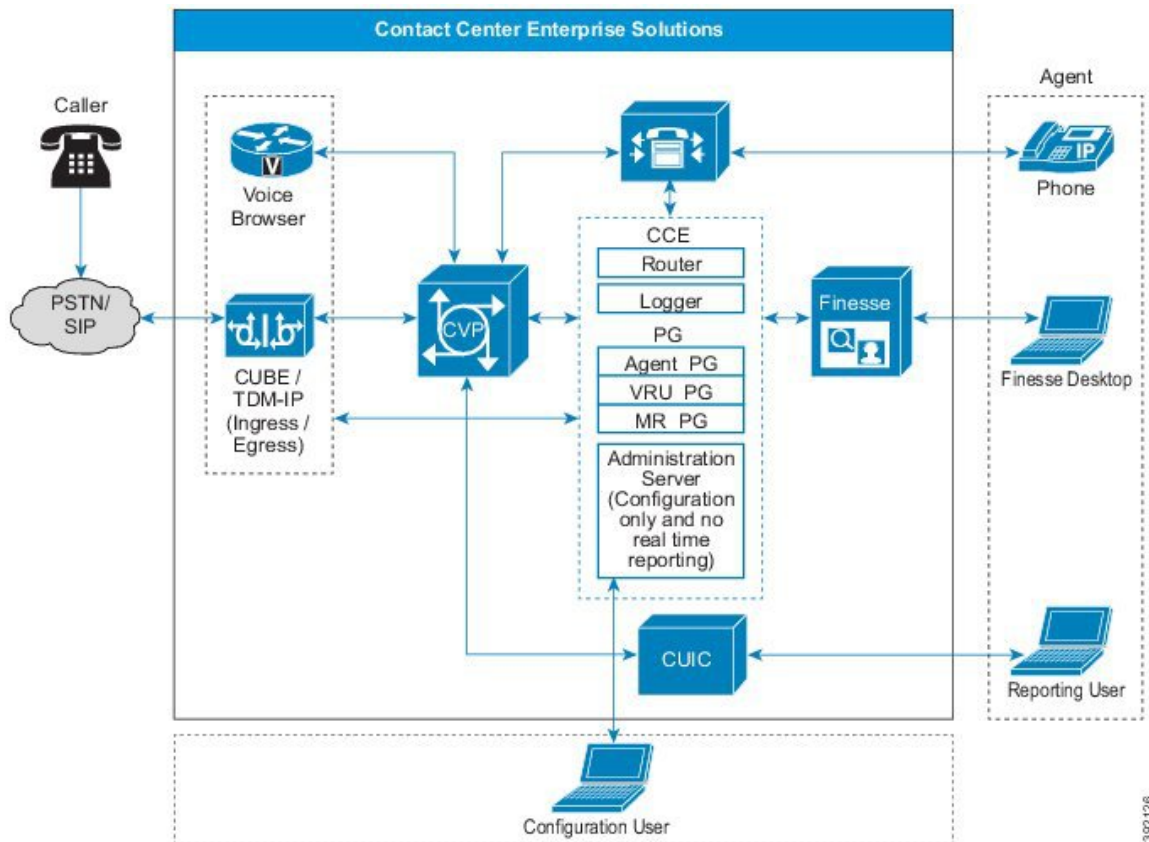 Contact Center Enterprise Solutions
Caller
Agent
V
Voice
Browser
IP
Phone
CCE
Router
Logger
PG
Agent PG
VRU PG
MR PG
Administration
Server
(Configuration
only and no
real time
reporting)
PSTN/
SIP
CUBE /
TDM-IP
(Ingress /
Egress)
CVP
Finesse
Finesse Desktop
CUIC
Reporting User
Configuration User
392126